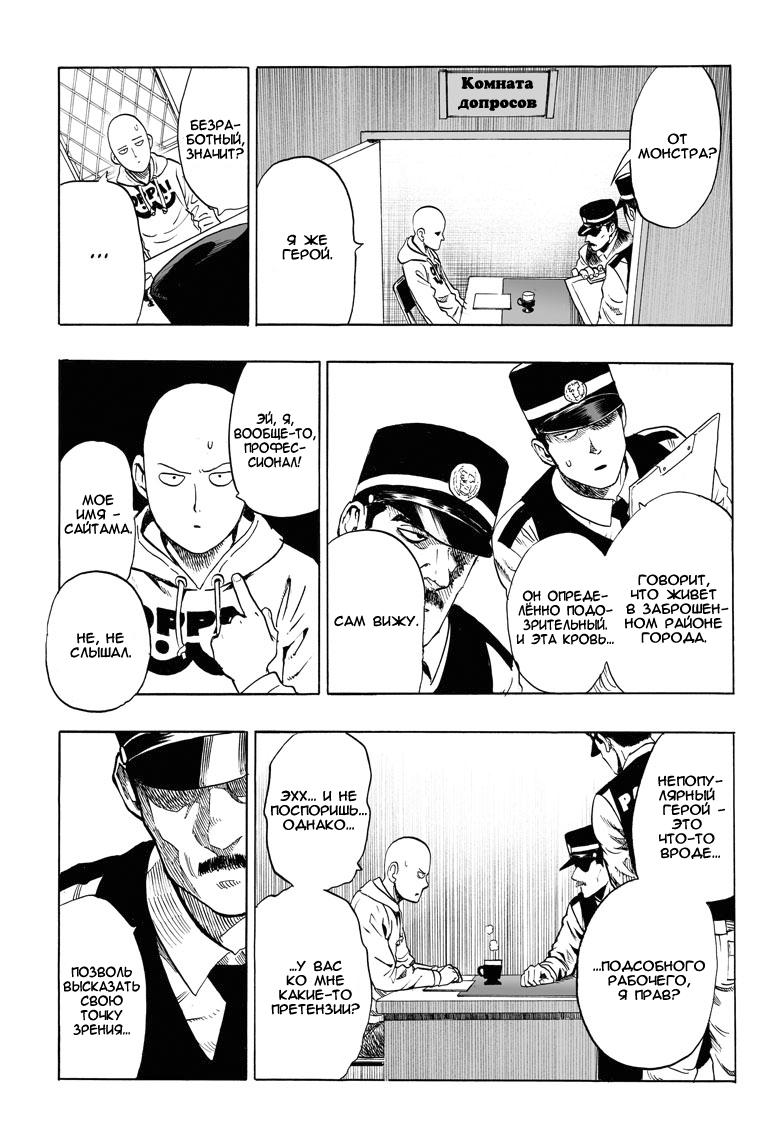 Комната
допросов
ОТ
МОНСТРА?
Я ЖЕ
ГЕРОЙ.
БЕЗРА-
БОТНЫЙ,
ЗНАЧИТ?
...
ГОВОРИТ,
ЧТО ЖИВЕТ
В ЗАБРОШЕН-
НОМ РАЙОНЕ
ГОРОДА.
ОН ОПРЕДЕ-
ЛЁННО ПОДО-
ЗРИТЕЛЬНЫЙ.
И ЭТА КРОВЬ...
САМ ВИЖУ.
ЭЙ, Я,
ВООБЩЕ-ТО,
ПРОФЕС-
СИОНАЛ!
МОЕ
ИМЯ -
САЙТАМА.
НЕ, НЕ
СЛЫШАЛ.
OPPAI
НЕПОПУ-
ЛЯРНЫЙ
ГЕРОЙ -
ЭТО
ЧТО-ТО
ВРОДЕ...
...ПОДСОБНОГО
РАБОЧЕГО,
Я ПРАВ?
ЭХХ... И НЕ
ПОСПОРИШЬ...
ОДНАКО...
...У ВАС
КО МНЕ
КАКИЕ-ТО
ПРЕТЕНЗИИ?
ПОЗВОЛЬ
ВЫСКАЗАТЬ
СВОЮ
ТОЧКУ
ЗРЕНИЯ...